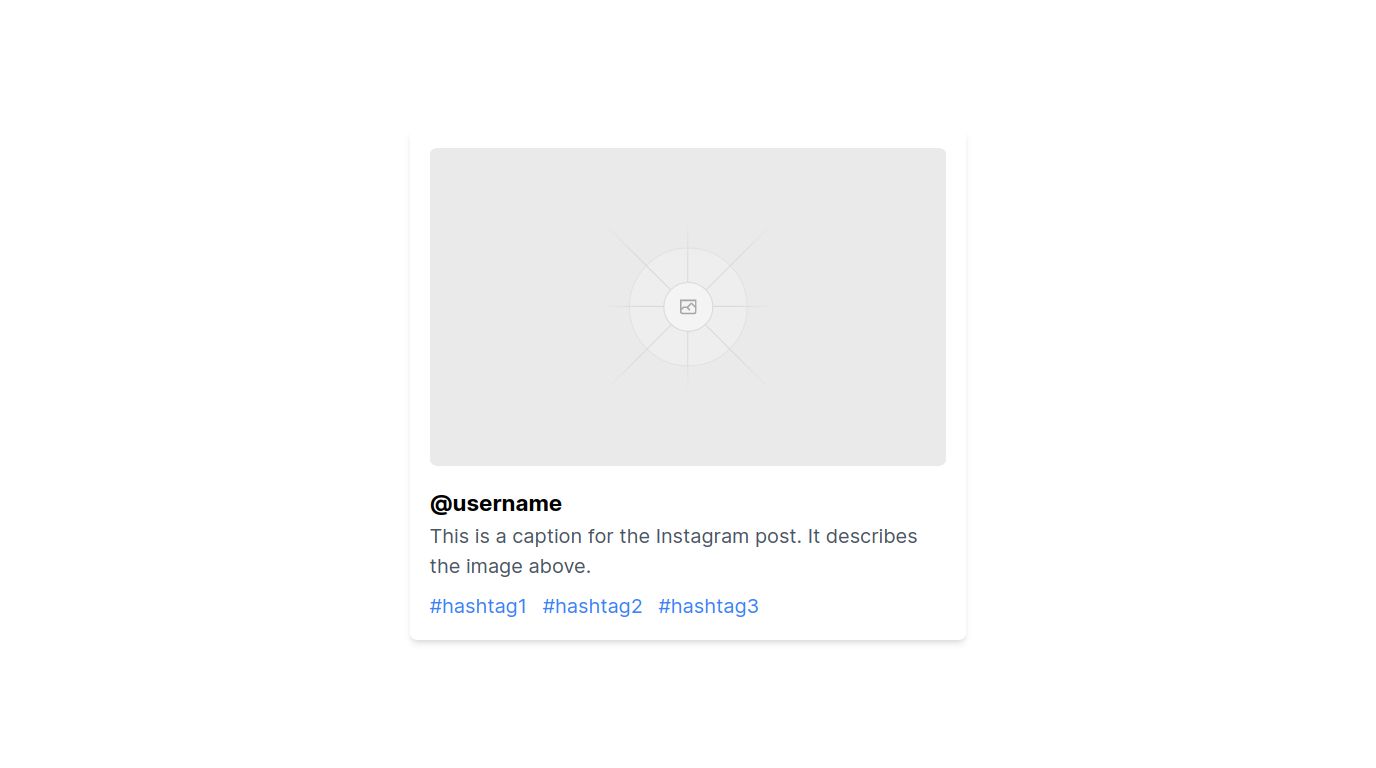 @username
This is a caption for the Instagram post. It describes
the image above.
#hashtag1 #hashtag2 #hashtag3